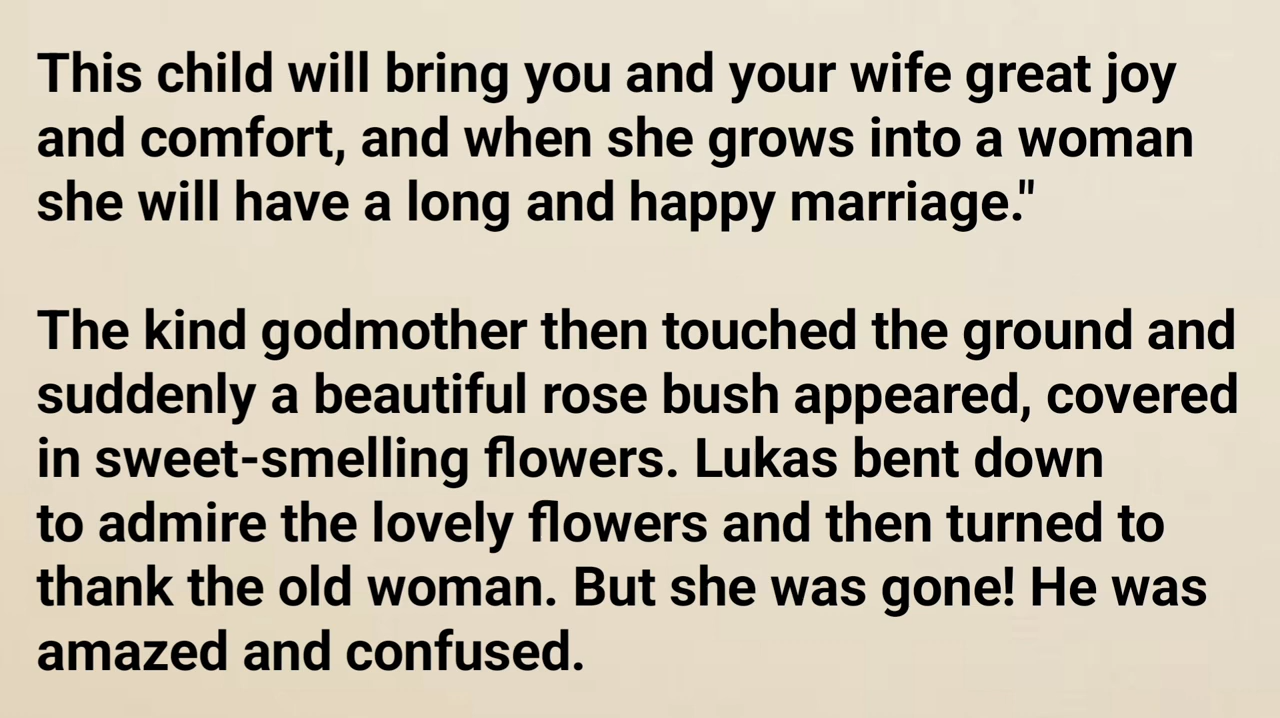 This child will bring you and your wife great joy
and comfort, and when she grows into a woman
she will have a long and happy marriage."
The kind godmother then touched the ground and
suddenly a beautiful rose bush appeared, covered
in sweet-smelling flowers. Lukas bent down
to admire the lovely flowers and then turned to
thank the old woman. But she was gone! He was
amazed and confused.